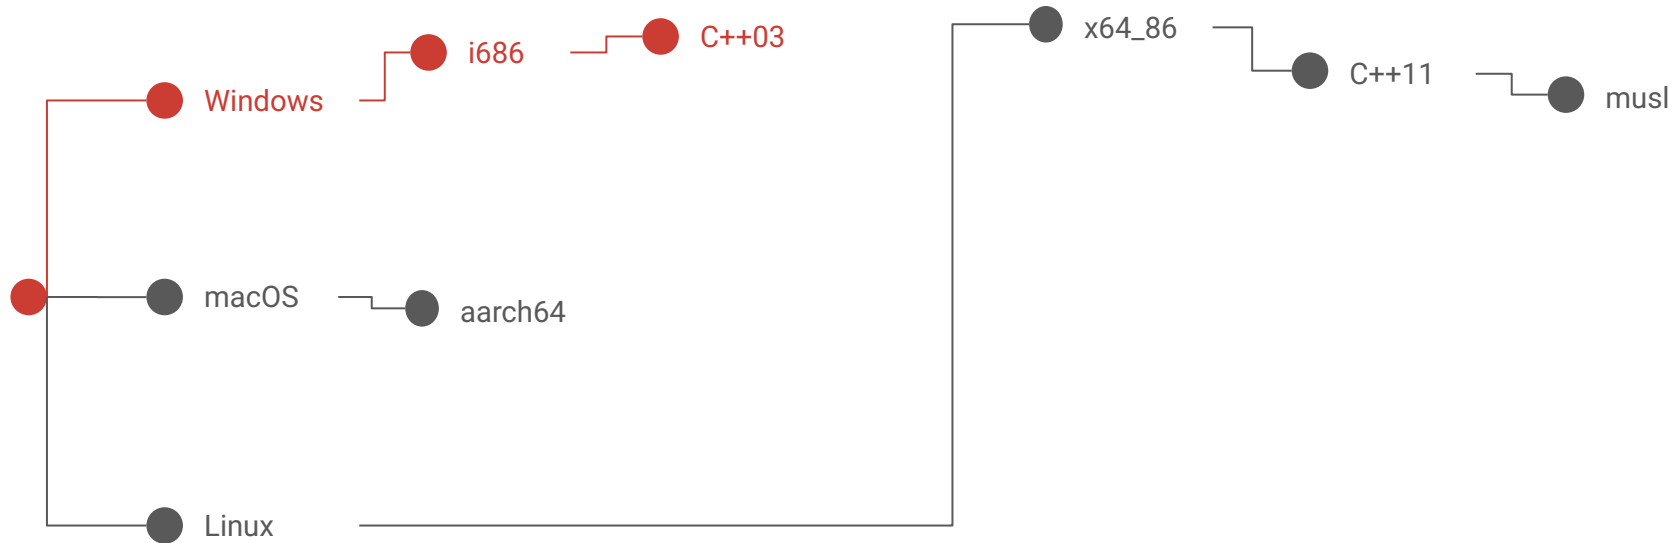 Windows
i686
C++03
macOS
aarch64
Linux
x64_86
C++11
musl